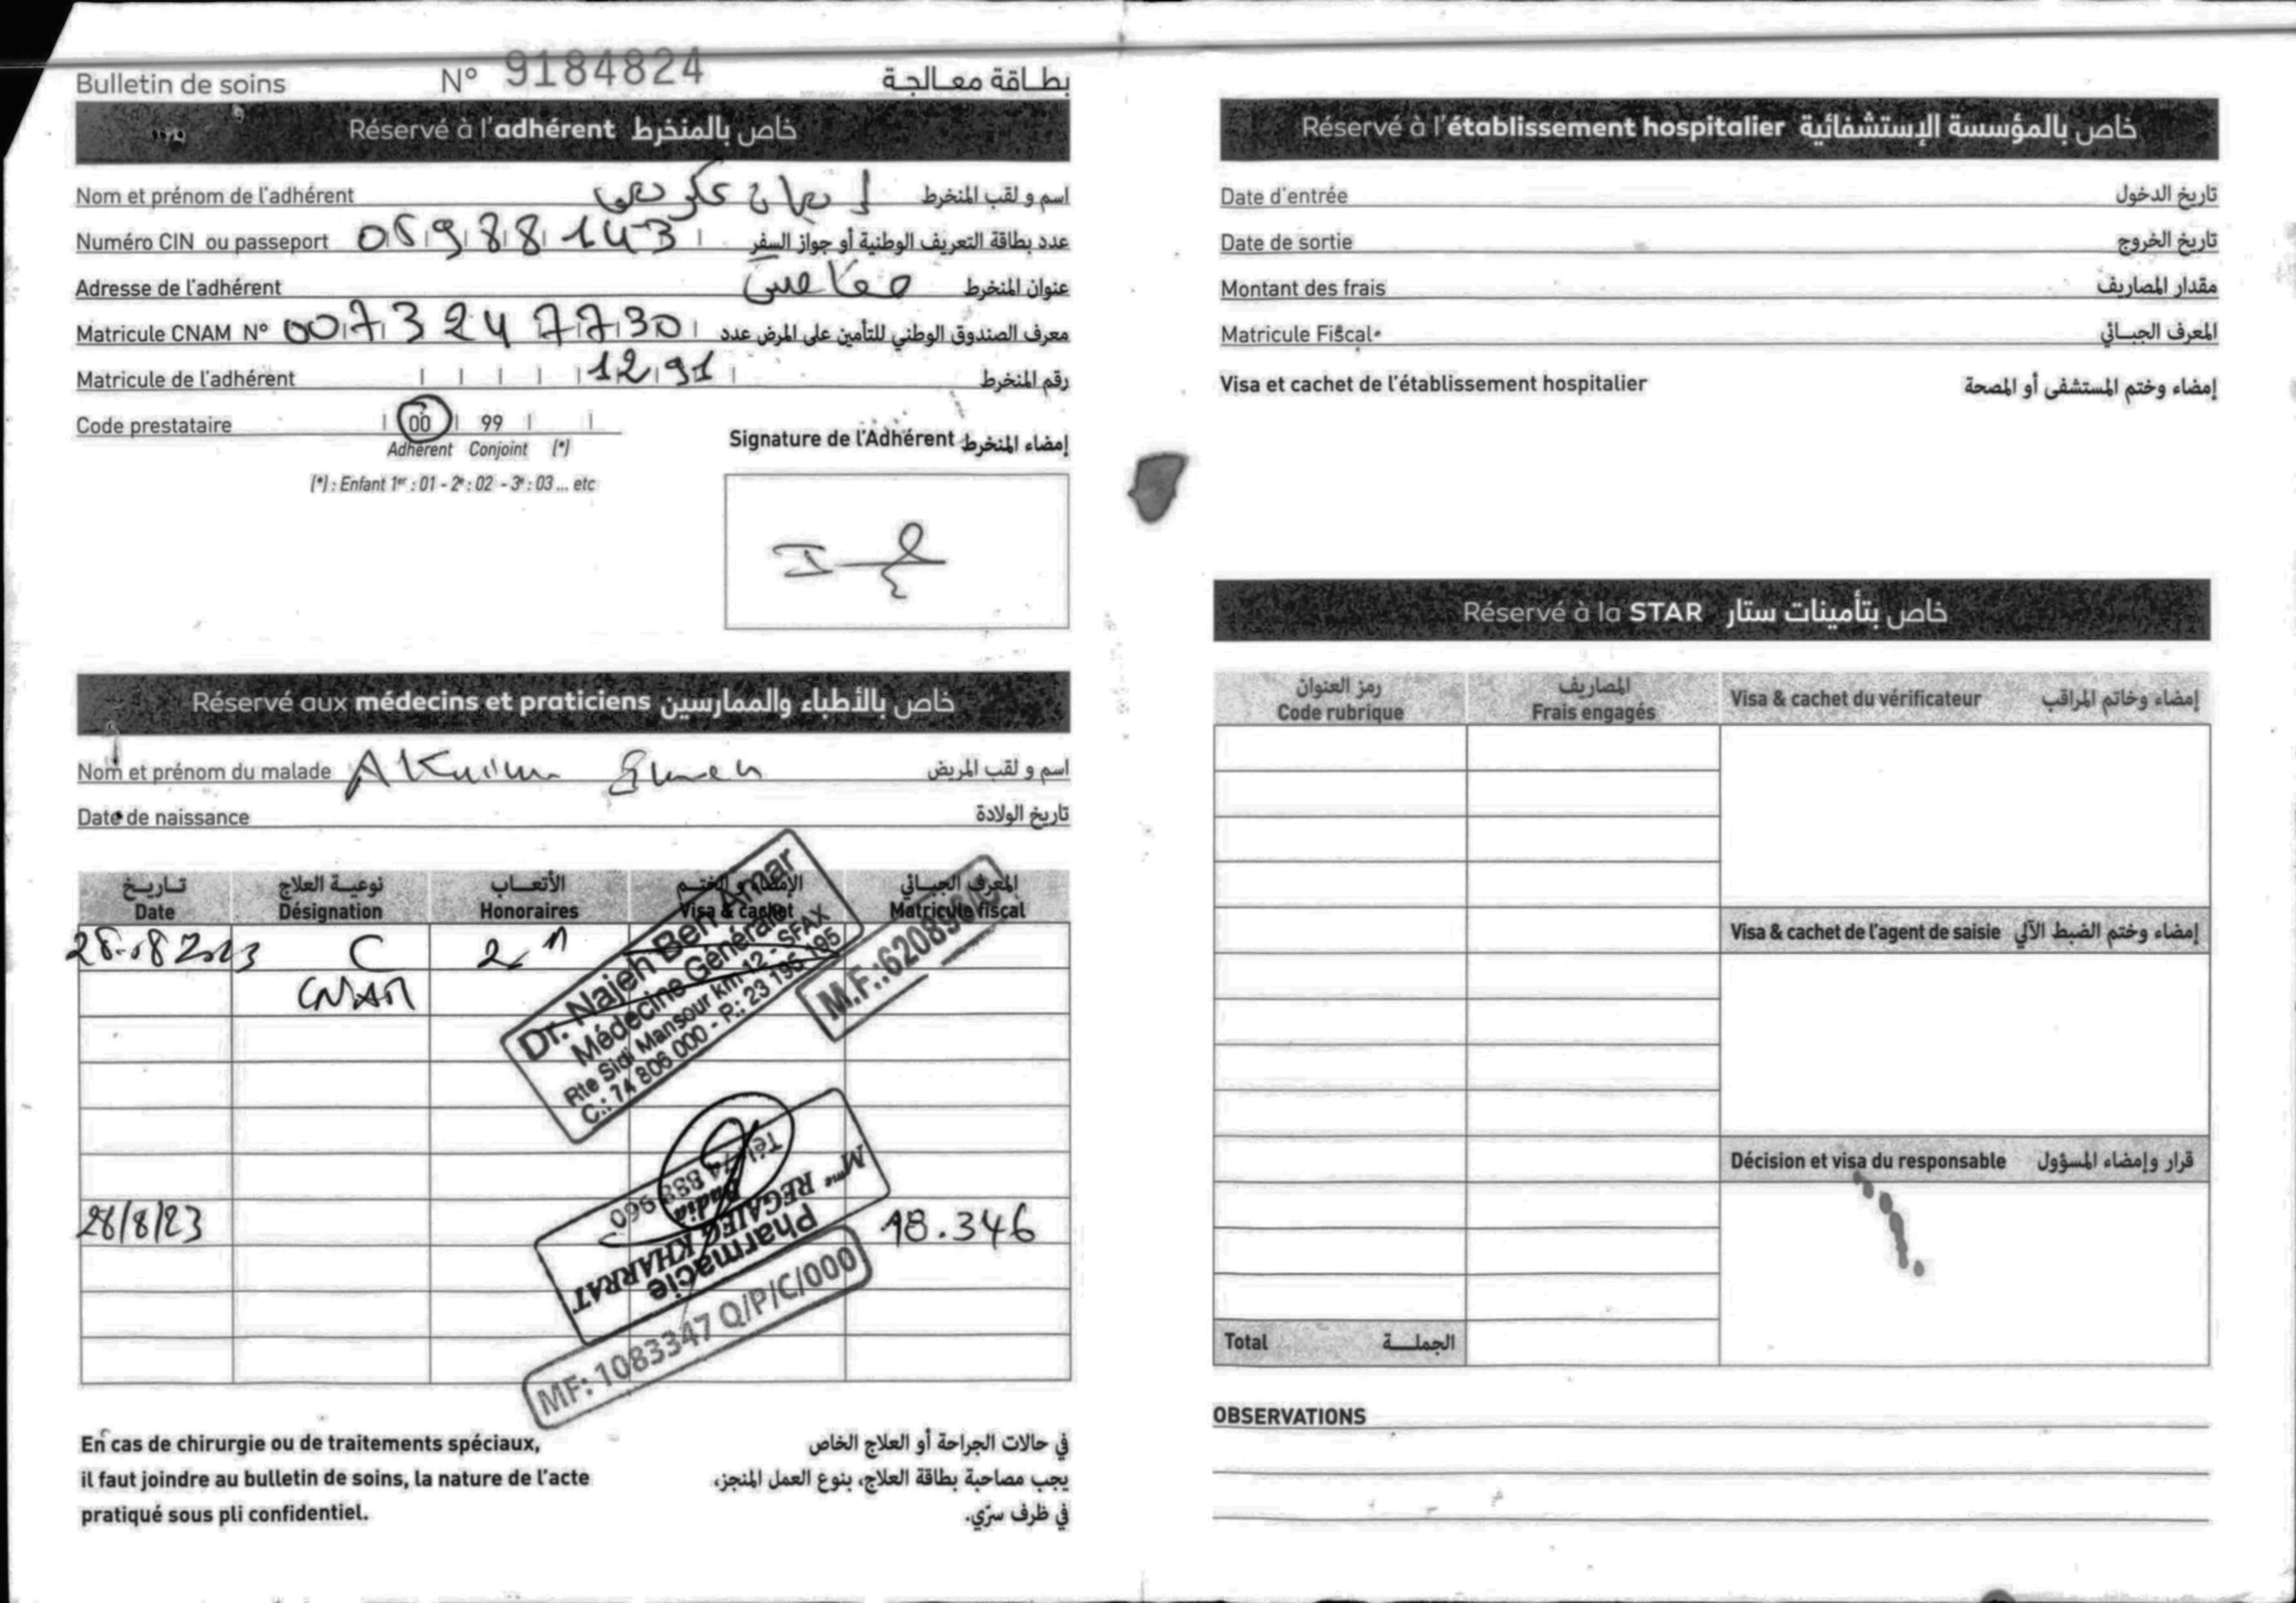 Bulletin de soins N° 9184824 بطاقة معالجة
Réservé à l'adhérent خاص بالمنخرط
Nom et prénom de l'adhérent إيمان عكريمي اسم و لقب المنخرط
Numéro CIN ou passeport 05988143 عدد بطاقة التعريف الوطنية أو جواز السفر
Adresse de l'adhérent صفاقس عنوان المنخرط
Matricule CNAM N° 007324 7730 معرف الصندوق الوطني للتأمين على المرض عدد
Matricule de l'adhérent 1291 رقم المنخرط
Code prestataire 00 99
Adhérent Conjoint (*)
(*) : Enfant 1er : 01 - 2e : 02 - 3e : 03 ... etc
Signature de l'Adhérent إمضاء المنخرط
Réservé aux médecins et praticiens خاص بالأطباء والممارسين
Nom et prénom du malade اسم و لقب المريض
Date de naissance تاريخ الولادة
تاريخ نوعية العلاج الأتعاب الإمضاء و الختم المعرف الجبائي
Date Désignation Honoraires Visa & cachet Matricule fiscal
28.08 2023 C
CNAM
Dr. Najeh Ben Amar
Médecine Générale
Rte Sidi Mansour km 12 - SFAX
C.: 74 806 000 - P.: 23 196 195
M.F.:62089
28/8/23 18.346
Pharmacie
Mme REGAIEG KHARRAT
Badia
Tél: 74 888 960
MF: 1083347 Q/P/C/000
En cas de chirurgie ou de traitements spéciaux,
il faut joindre au bulletin de soins, la nature de l'acte
pratiqué sous pli confidentiel.
في حالات الجراحة أو العلاج الخاص
يجب مصاحبة بطاقة العلاج، بنوع العمل المنجز،
في ظرف سرّي.
Réservé à l'établissement hospitalier خاص بالمؤسسة الإستشفائية
Date d'entrée تاريخ الدخول
Date de sortie تاريخ الخروج
Montant des frais مقدار المصاريف
Matricule Fiscal المعرف الجبائي
Visa et cachet de l'établissement hospitalier إمضاء وختم المستشفى أو المصحة
Réservé à la STAR خاص بتأمينات ستار
رمز العنوان المصاريف
Code rubrique Frais engagés Visa & cachet du vérificateur إمضاء وخاتم المراقب
Visa & cachet de l'agent de saisie إمضاء وختم الضبط الآلي
Décision et visa du responsable قرار وإمضاء المسؤول
Total الجملة
OBSERVATIONS